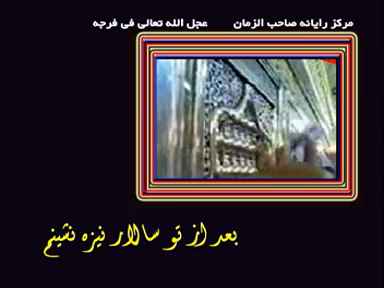 مرکز رایانه صاحب الزمان عجل الله تعالی فی فرجه
بعد از تو سالار نیزه نشینم